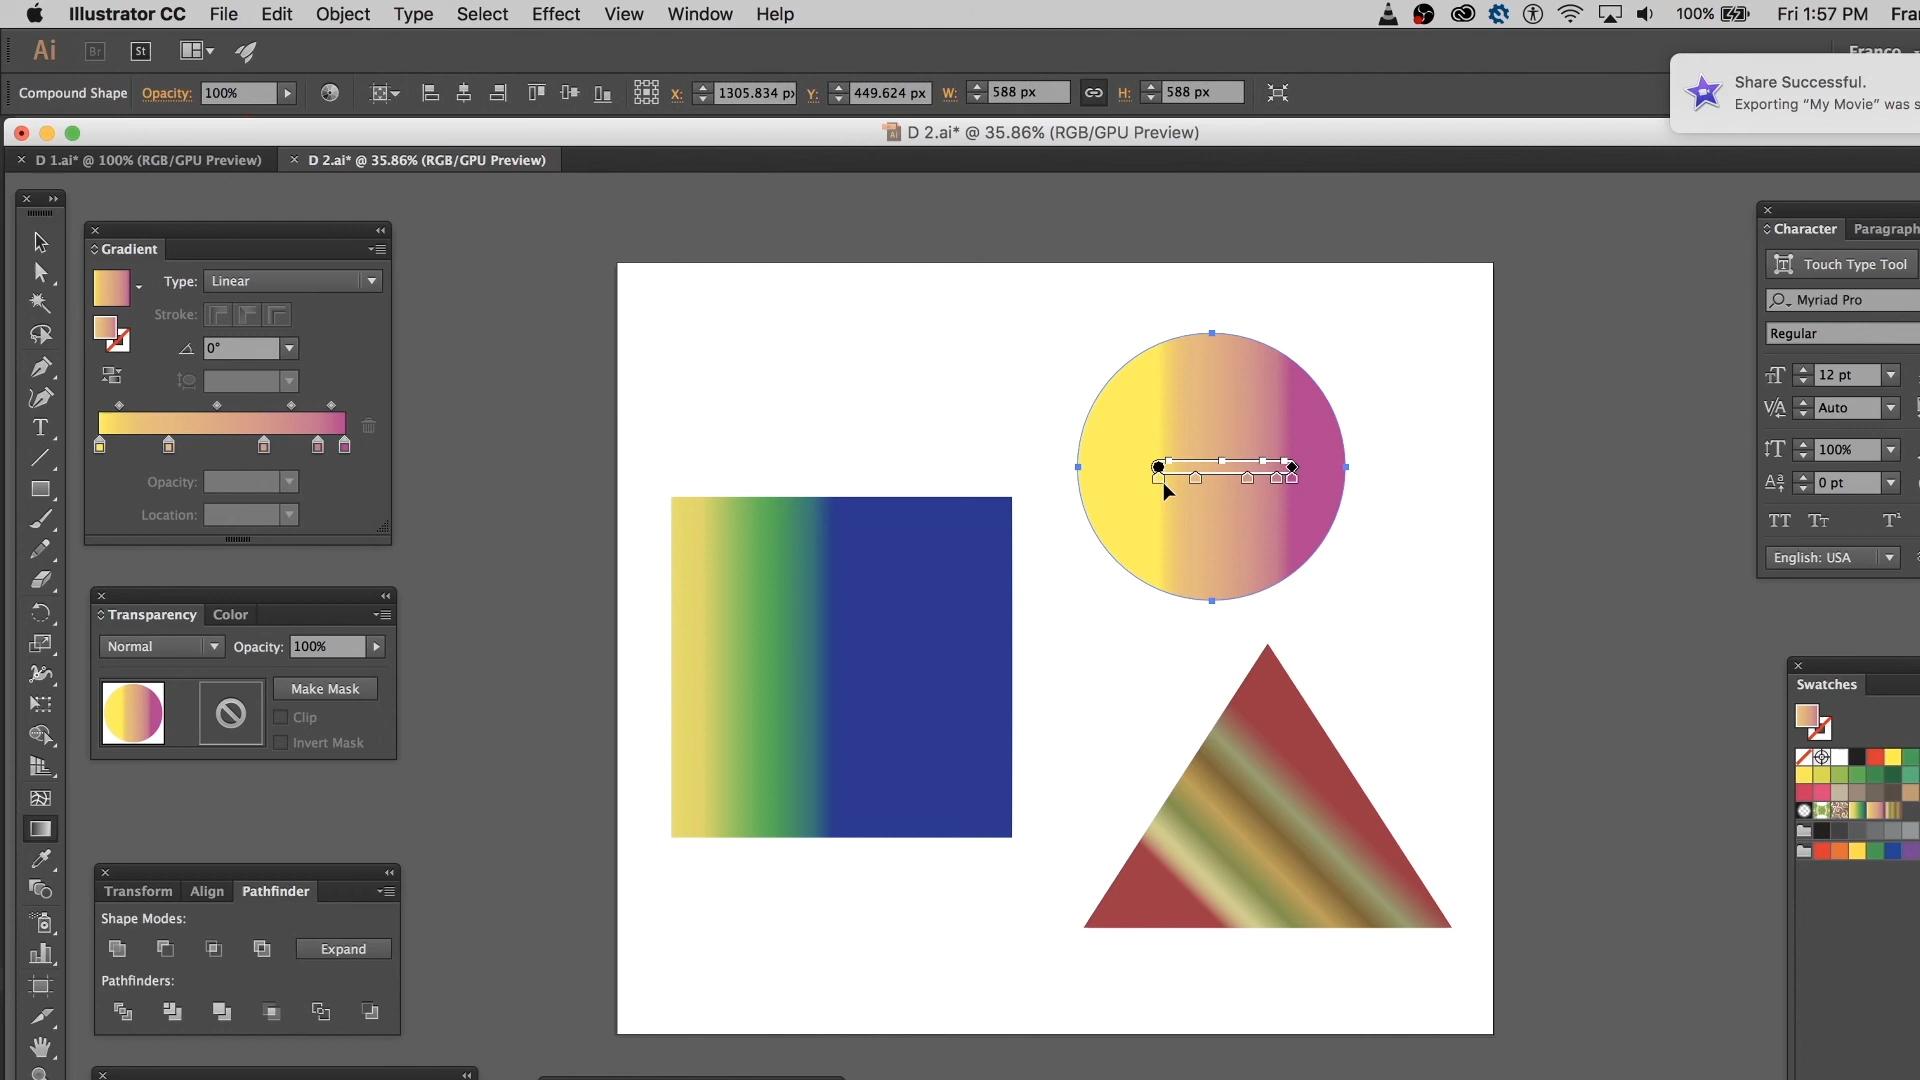 Illustrator CC File Edit Object Type Select Effect View Window Help 100% Fri 1:57 PM
Ai Br St Franco
Share Successful.
Exporting “My Movie” was
Compound Shape Opacity: 100% X: 1305.834 px Y: 449.624 px W: 588 px H: 588 px
D 2.ai* @ 35.86% (RGB/GPU Preview)
D 1.ai* @ 100% (RGB/GPU Preview) D 2.ai* @ 35.86% (RGB/GPU Preview)
Gradient
Type: Linear
Stroke:
0°
Opacity:
Location:
Transparency Color
Normal Opacity: 100%
Make Mask
Clip
Invert Mask
Transform Align Pathfinder
Shape Modes:
Expand
Pathfinders:
Character Paragraph
Touch Type Tool
Myriad Pro
Regular
12 pt
Auto
100%
0 pt
English: USA
Swatches